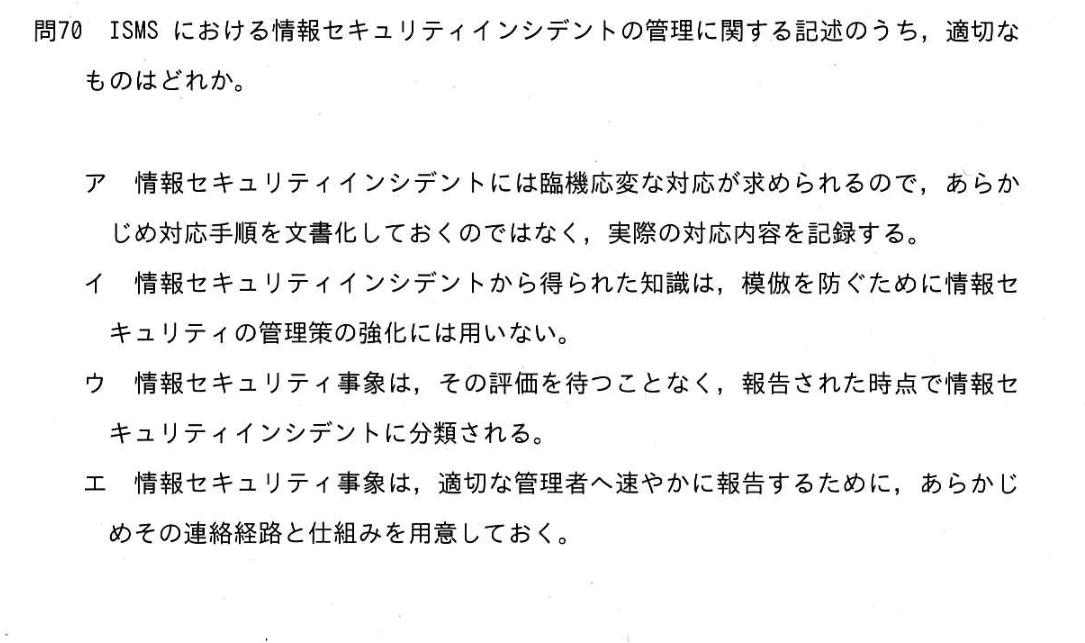 問70 ISMS における情報セキュリティインシデントの管理に関する記述のうち，適切な
ものはどれか。
ア 情報セキュリティインシデントには臨機応変な対応が求められるので，あらか
じめ対応手順を文書化しておくのではなく，実際の対応内容を記録する。
イ 情報セキュリティインシデントから得られた知識は，模倣を防ぐために情報セ
キュリティの管理策の強化には用いない。
ウ 情報セキュリティ事象は，その評価を待つことなく，報告された時点で情報セ
キュリティインシデントに分類される。
エ 情報セキュリティ事象は，適切な管理者へ速やかに報告するために，あらかじ
めその連絡経路と仕組みを用意しておく。